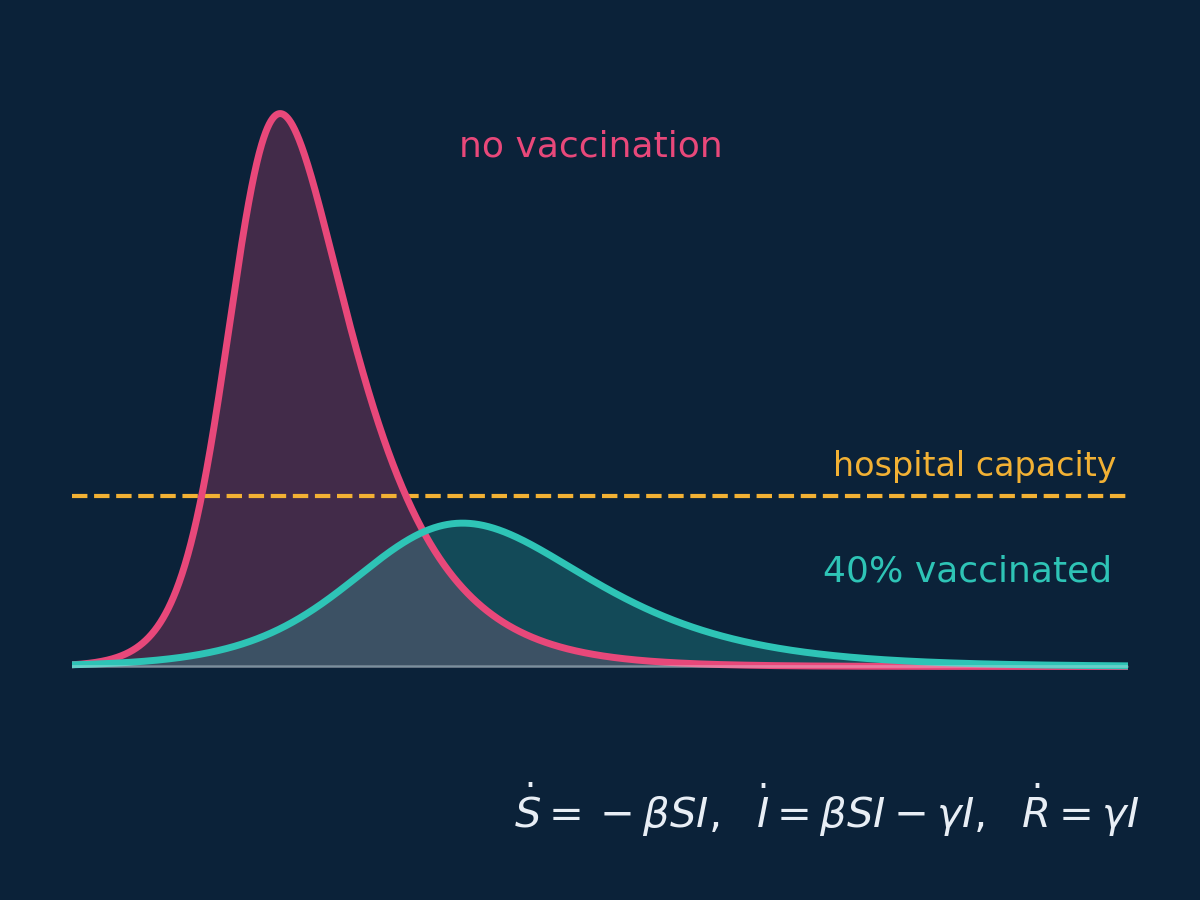 no vaccination
hospital capacity
40% vaccinated
Ṡ = −βSI,   İ = βSI − γI,   Ṙ = γI